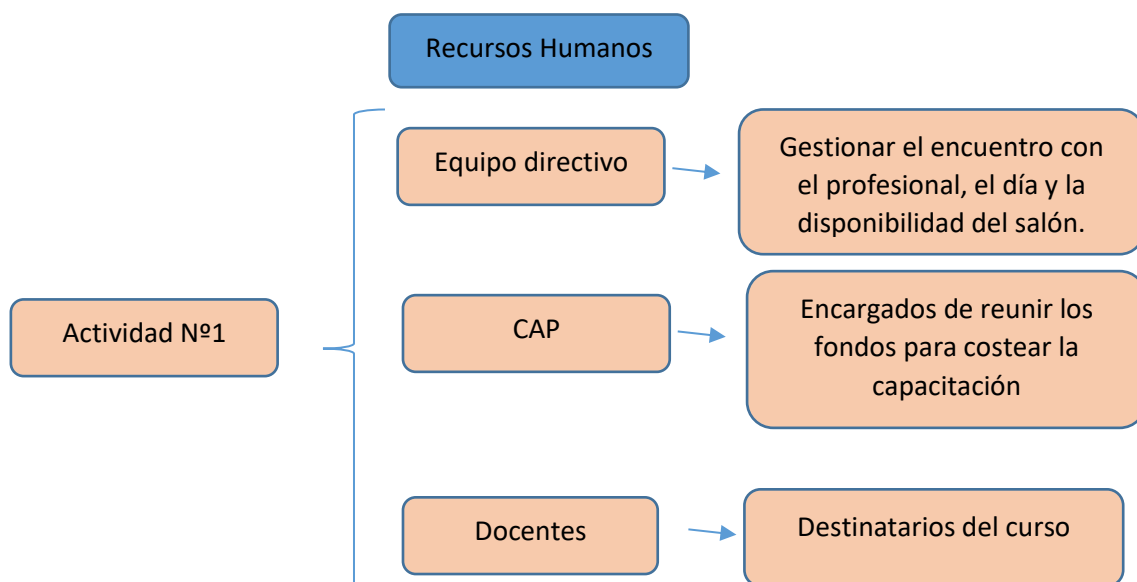 Recursos Humanos
Equipo directivo
Gestionar el encuentro con
el profesional, el día y la
disponibilidad del salón.
Actividad Nº1
CAP
Encargados de reunir los
fondos para costear la
capacitación
Docentes
Destinatarios del curso